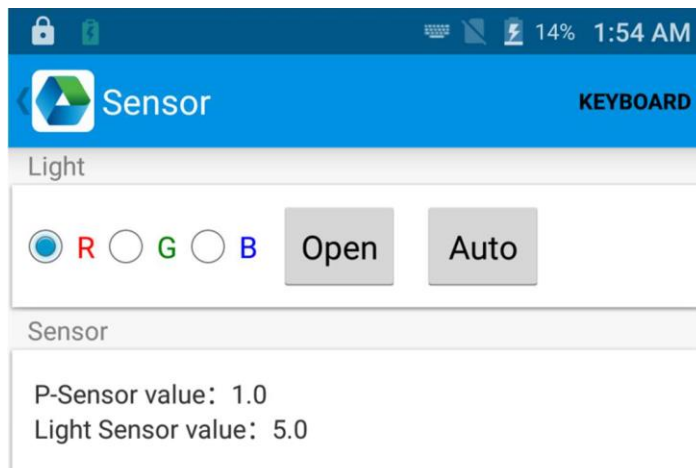 14% 1:54 AM
Sensor KEYBOARD
Light
R G B Open Auto
Sensor
P-Sensor value: 1.0
Light Sensor value: 5.0